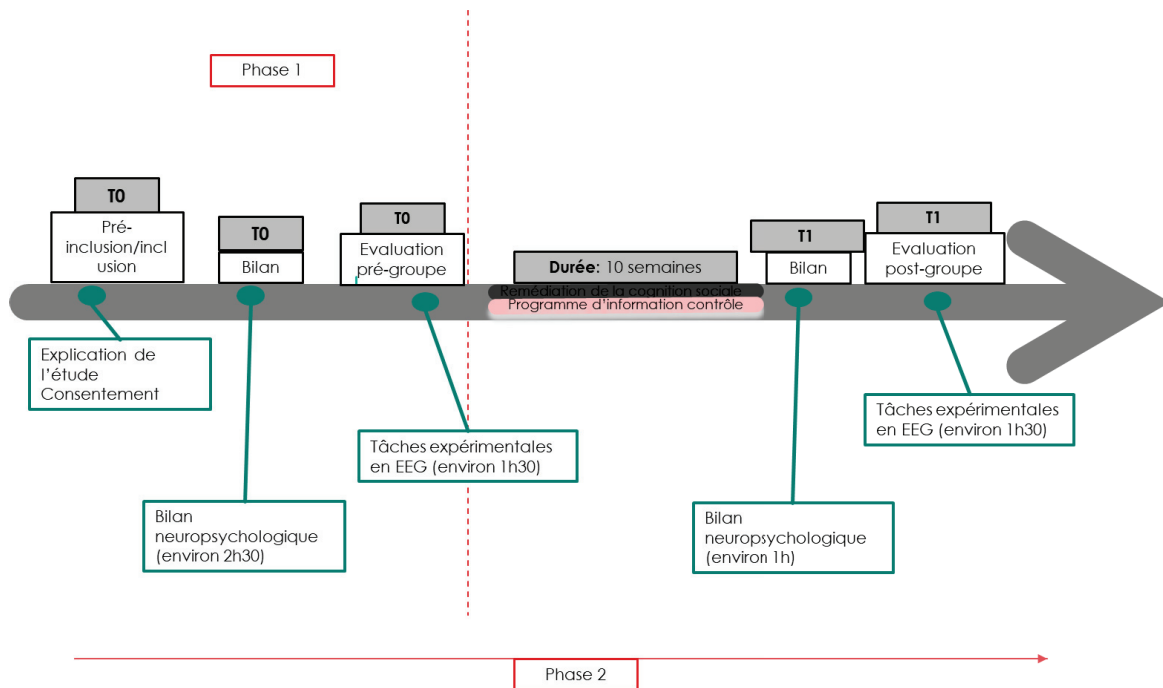 Phase 1
T0
Pré-
inclusion/incl
usion
T0
Bilan
T0
Evaluation
pré-groupe
Durée: 10 semaines
Remédiation de la cognition sociale
Programme d'information contrôle
T1
Bilan
T1
Evaluation
post-groupe
Explication de
l'étude
Consentement
Bilan
neuropsychologique
(environ 2h30)
Tâches expérimentales
en EEG (environ 1h30)
Bilan
neuropsychologique
(environ 1h)
Tâches expérimentales
en EEG (environ 1h30)
Phase 2